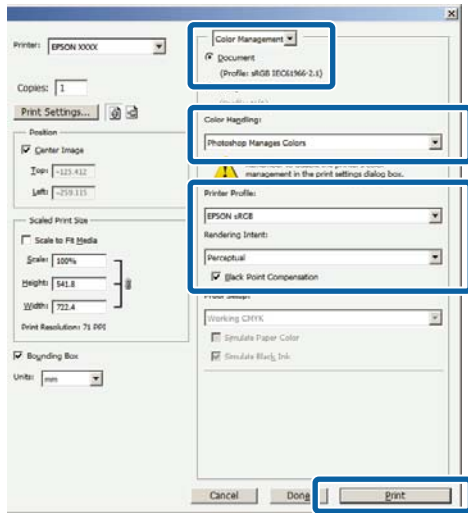 Printer: EPSON XXXX
Copies: 1
Print Settings...
Position
Center Image
Top: -123.412
Left: -259.115
Scaled Print Size
Scale to Fit Media
Scale: 100%
Height: 541.8
Width: 722.4
Print Resolution: 71 PPI
Bounding Box
Units: mm
Color Management
Document
(Profile: sRGB IEC61966-2.1)
Color Handling:
Photoshop Manages Colors
management in the print settings dialog box.
Printer Profile:
EPSON sRGB
Rendering Intent:
Perceptual
Black Point Compensation
Proof Setup:
Working CMYK
Simulate Paper Color
Simulate Black Ink
Cancel
Done
Print